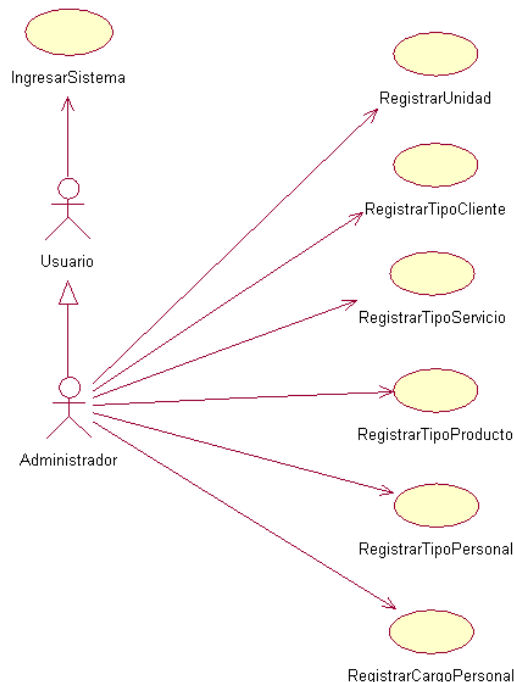 IngresarSistema
RegistrarUnidad
RegistrarTipoCliente
Usuario
RegistrarTipoServicio
RegistrarTipoProducto
Administrador
RegistrarTipoPersonal
RegistrarCargoPersonal